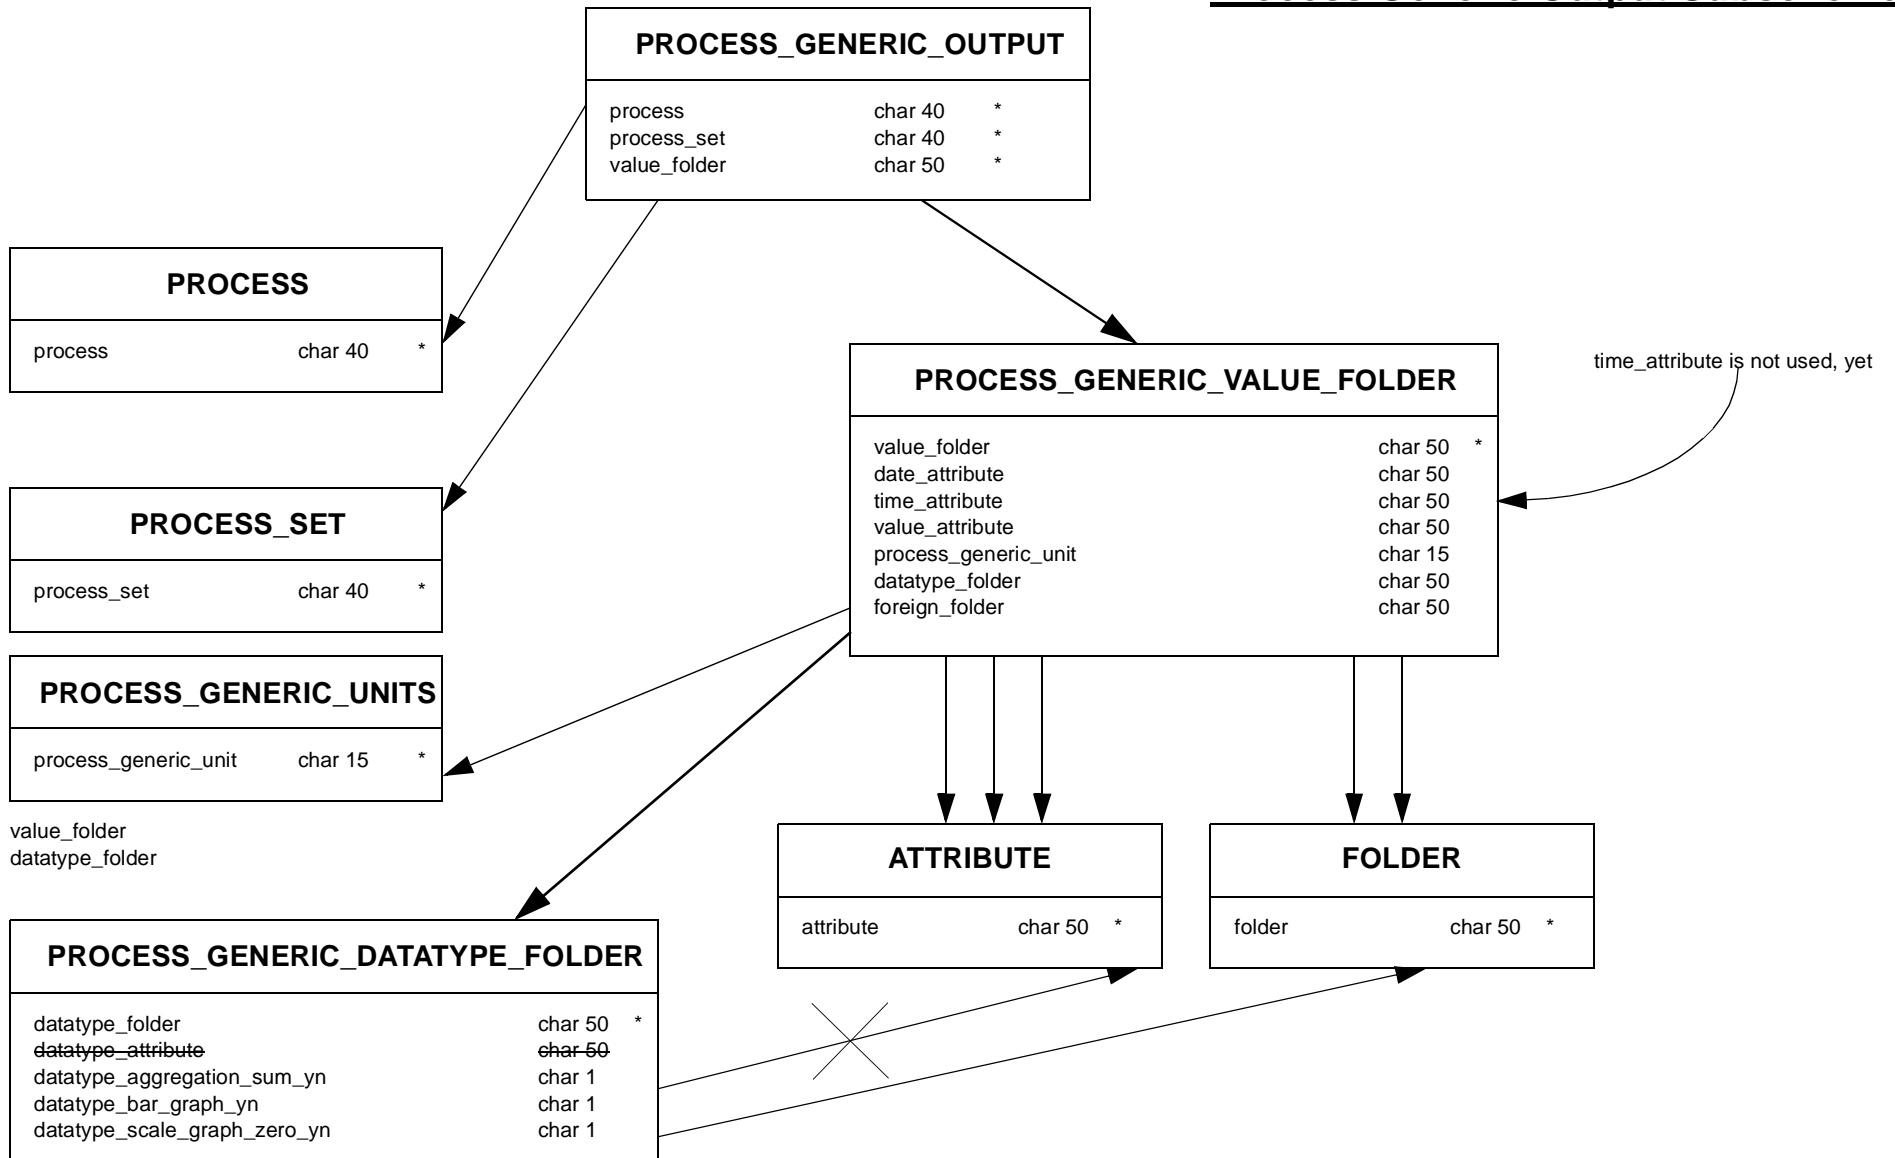 PROCESS_GENERIC_OUTPUT
process char 40 *
process_set char 40 *
value_folder char 50 *
PROCESS
process char 40 *
PROCESS_GENERIC_VALUE_FOLDER
value_folder char 50 *
date_attribute char 50
time_attribute char 50
value_attribute char 50
process_generic_unit char 15
datatype_folder char 50
foreign_folder char 50
time_attribute is not used, yet
PROCESS_SET
process_set char 40 *
PROCESS_GENERIC_UNITS
process_generic_unit char 15 *
value_folder
datatype_folder
ATTRIBUTE
attribute char 50 *
FOLDER
folder char 50 *
PROCESS_GENERIC_DATATYPE_FOLDER
datatype_folder char 50 *
datatype_attribute char 50
datatype_aggregation_sum_yn char 1
datatype_bar_graph_yn char 1
datatype_scale_graph_zero_yn char 1